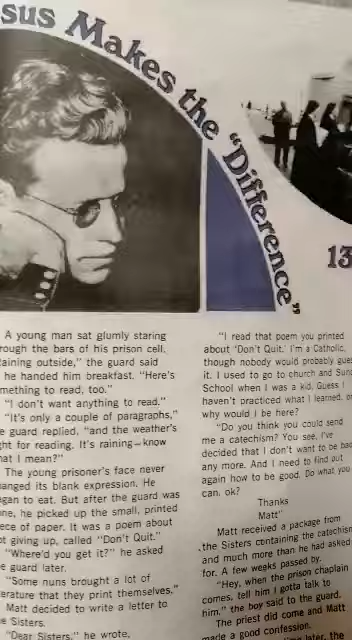 sus Makes the "Difference"
13
A young man sat glumly staring
rough the bars of his prison cell.
aining outside," the guard said
he handed him breakfast. "Here's
mething to read, too."
"I don't want anything to read."
"It's only a couple of paragraphs,"
e guard replied, "and the weather's
ght for reading. It's raining—know
hat I mean?"
The young prisoner's face never
anged its blank expression. He
gan to eat. But after the guard was
one, he picked up the small, printed
ece of paper. It was a poem about
ot giving up, called "Don't Quit."
"Where'd you get it?" he asked
e guard later.
"Some nuns brought a lot of
erature that they print themselves."
Matt decided to write a letter to
e Sisters.
"Dear Sisters," he wrote,
"I read that poem you printed
about 'Don't Quit.' I'm a Catholic,
though nobody would probably gues
it. I used to go to church and Sund
School when I was a kid. Guess I
haven't practiced what I learned, or
why would I be here?
"Do you think you could send
me a catechism? You see, I've
decided that I don't want to be bad
any more. And I need to find out
again how to be good. Do what you
can, ok?
Thanks
Matt"
Matt received a package from
the Sisters containing the catechism
and much more than he had asked
for. A few weeks passed by.
"Hey, when the prison chaplain
comes, tell him I gotta talk to
him," the boy said to the guard.
The priest did come and Matt
made a good confession.
later, the